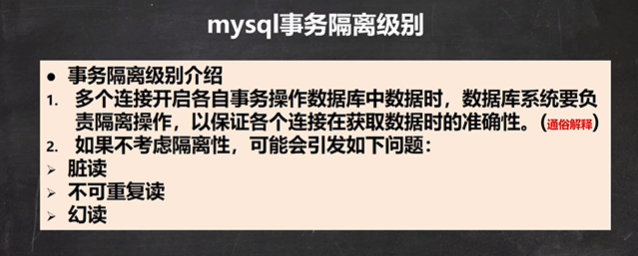 mysql事务隔离级别
● 事务隔离级别介绍
1. 多个连接开启各自事务操作数据库中数据时，数据库系统要负
责隔离操作，以保证各个连接在获取数据时的准确性。(通俗解释)
2. 如果不考虑隔离性，可能会引发如下问题：
➢ 脏读
➢ 不可重复读
➢ 幻读